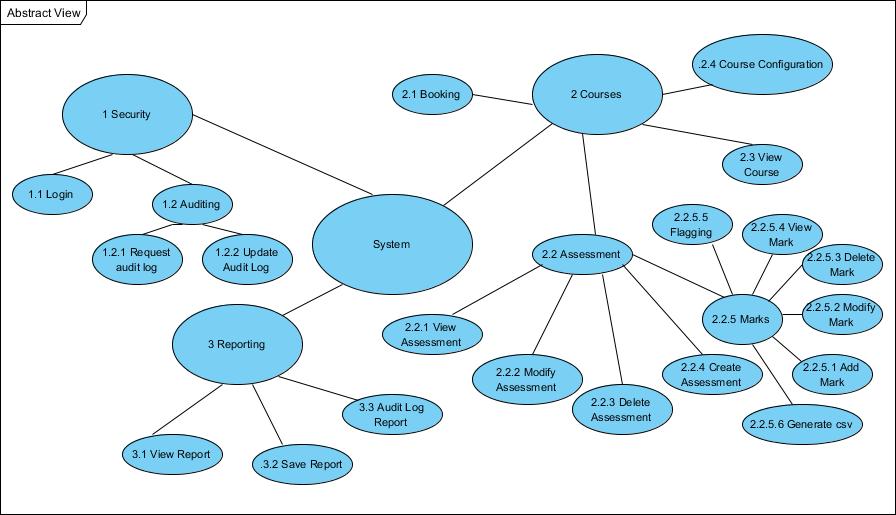 Abstract View
1 Security
1.1 Login
1.2 Auditing
1.2.1 Request
audit log
1.2.2 Update
Audit Log
System
2 Courses
2.1 Booking
.2.4 Course Configuration
2.3 View
Course
2.2 Assessment
2.2.1 View
Assessment
2.2.2 Modify
Assessment
2.2.3 Delete
Assessment
2.2.4 Create
Assessment
2.2.5 Marks
2.2.5.5
Flagging
2.2.5.4 View
Mark
2.2.5.3 Delete
Mark
2.2.5.2 Modify
Mark
2.2.5.1 Add
Mark
2.2.5.6 Generate csv
3 Reporting
3.1 View Report
.3.2 Save Report
3.3 Audit Log
Report